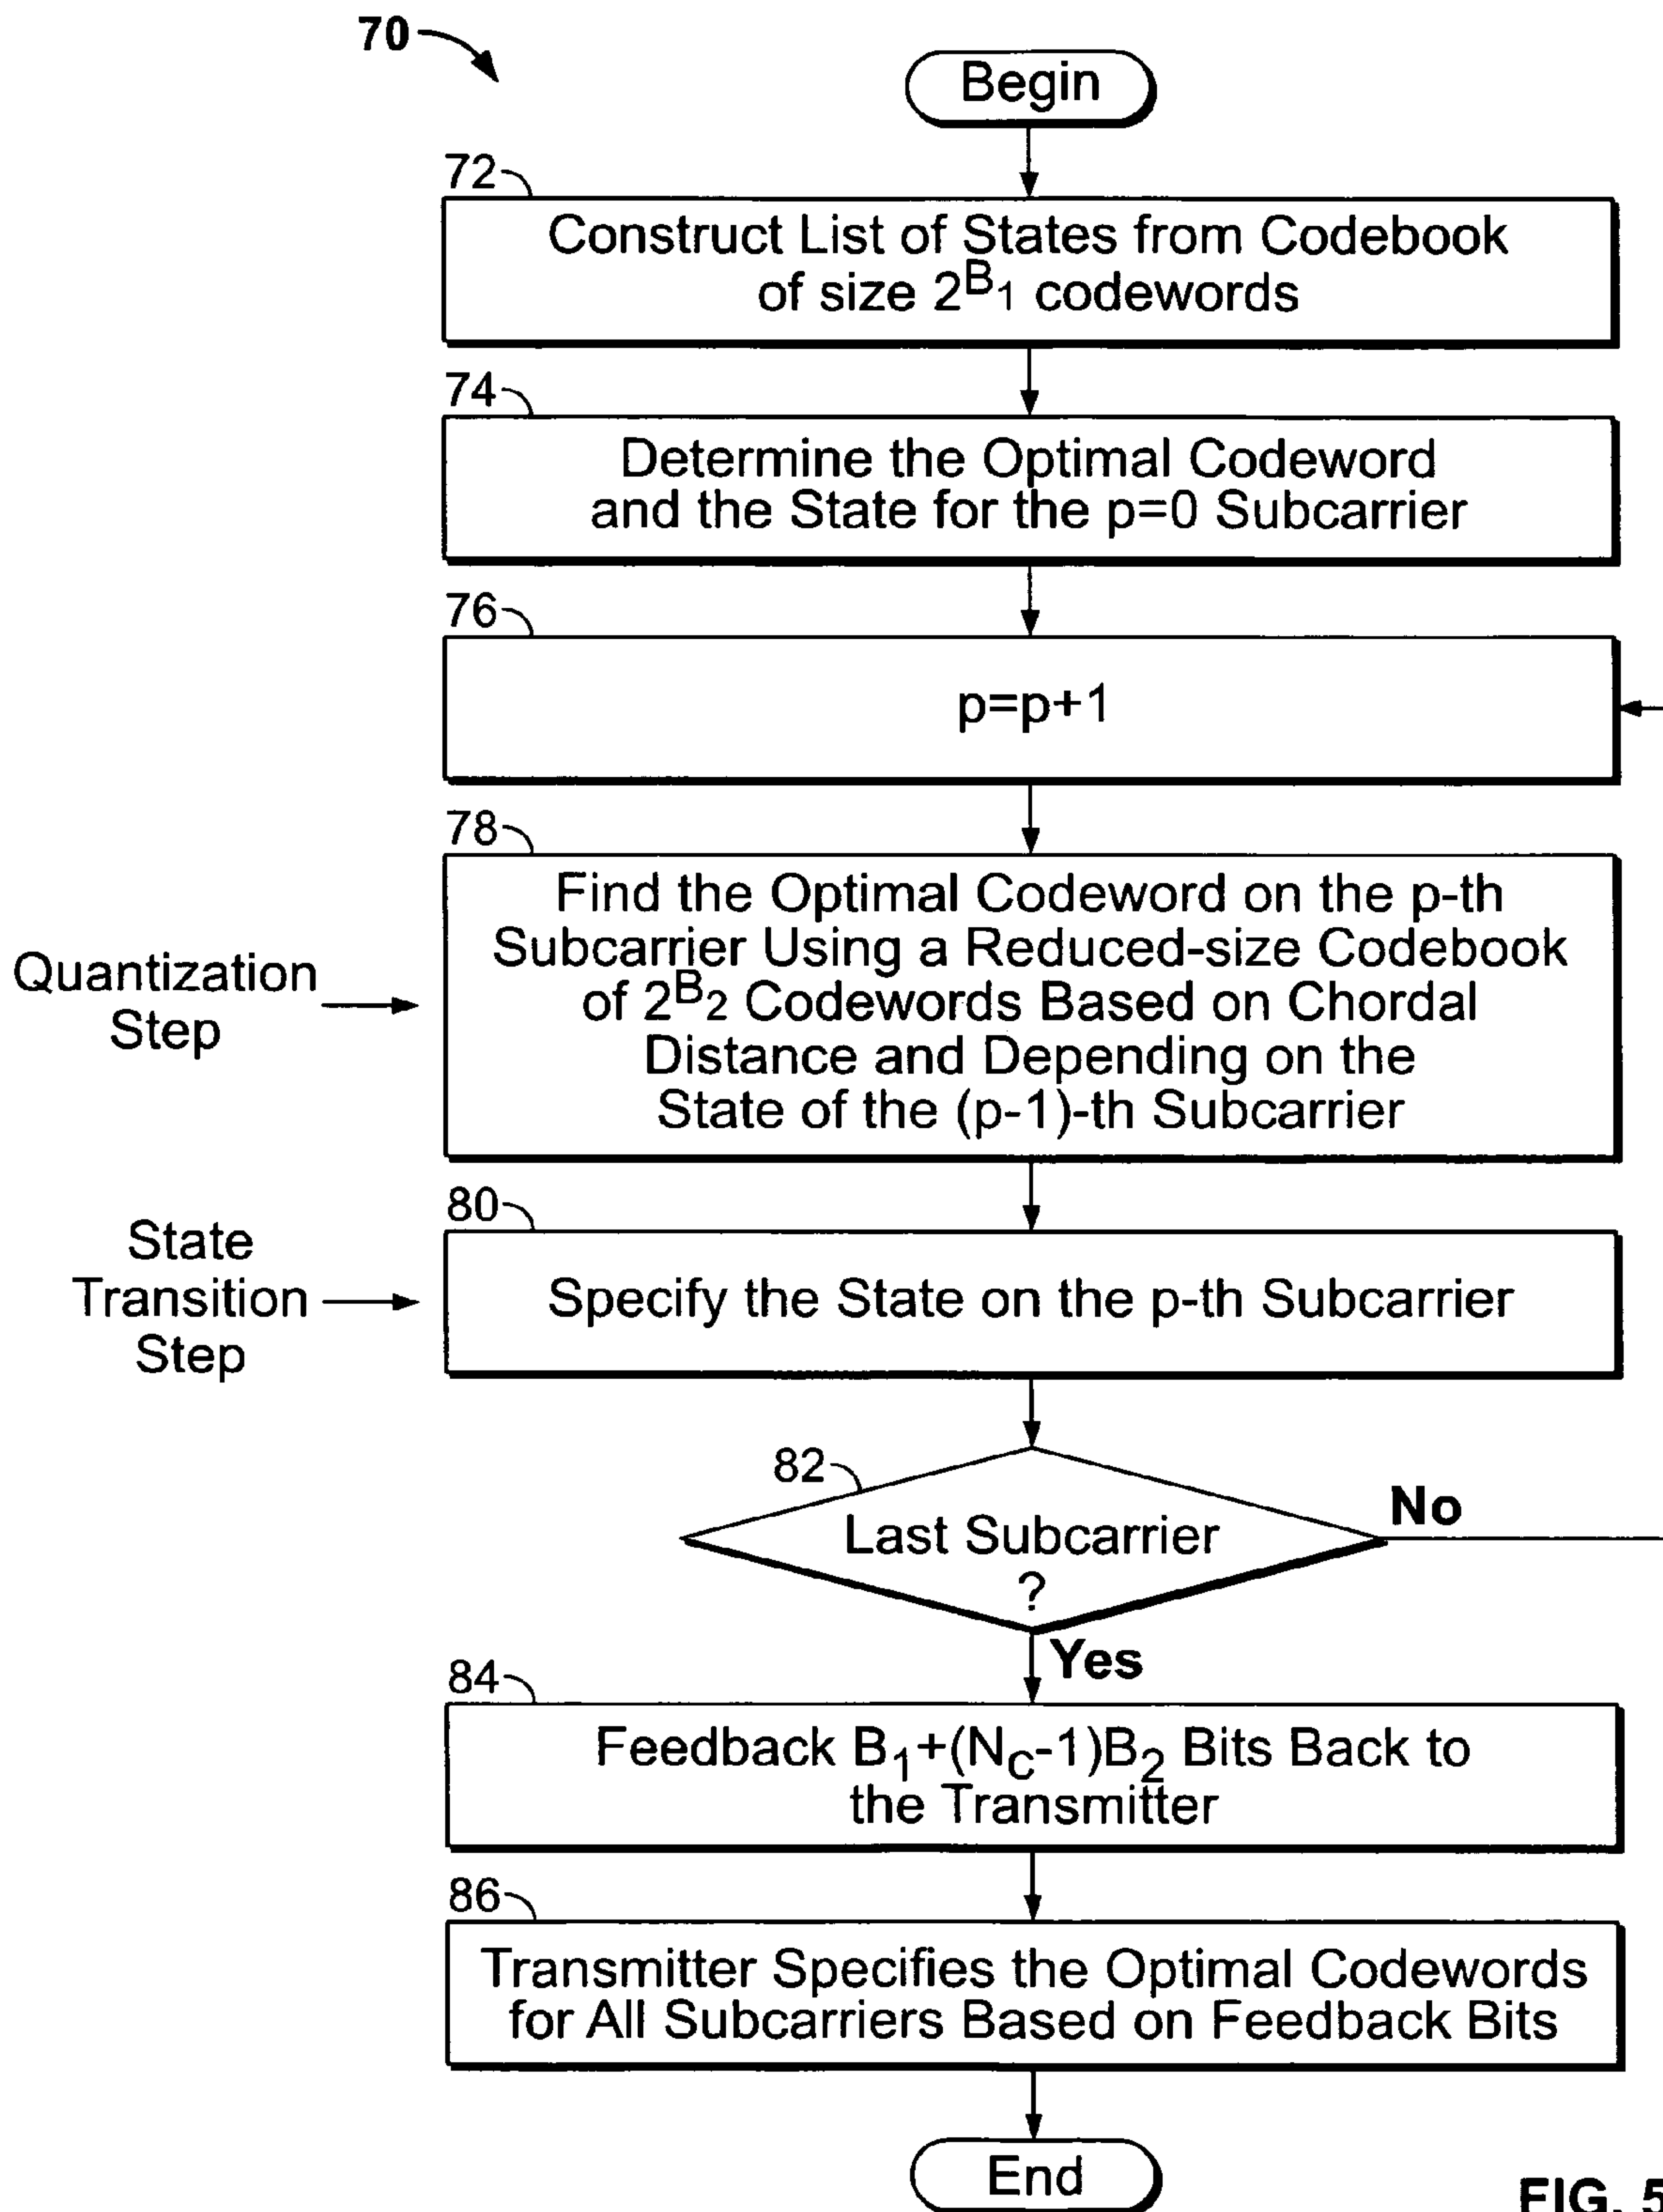 70
Begin
72
Construct List of States from Codebook
of size 2^B1 codewords
74
Determine the Optimal Codeword
and the State for the p=0 Subcarrier
76
p=p+1
78
Find the Optimal Codeword on the p-th
Subcarrier Using a Reduced-size Codebook
of 2^B2 Codewords Based on Chordal
Distance and Depending on the
State of the (p-1)-th Subcarrier
Quantization
Step
80
Specify the State on the p-th Subcarrier
State
Transition
Step
82
Last Subcarrier
?
No
Yes
84
Feedback B1+(NC-1)B2 Bits Back to
the Transmitter
86
Transmitter Specifies the Optimal Codewords
for All Subcarriers Based on Feedback Bits
End
FIG. 5